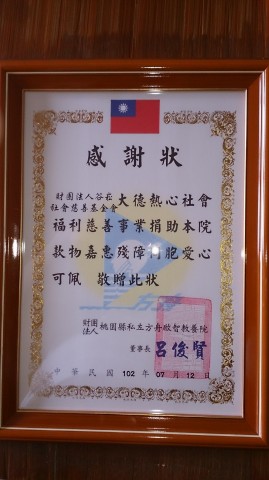 感謝狀
財團法人谷莊
社會慈善基金會 大德熱心社會
福利慈善事業捐助本院
款物嘉惠殘障同胞愛心
可佩 敬贈此狀
財團法人 桃園縣私立方舟啟智教養院
董事長 呂俊賢
中華民國 102 年 07 月 12 日